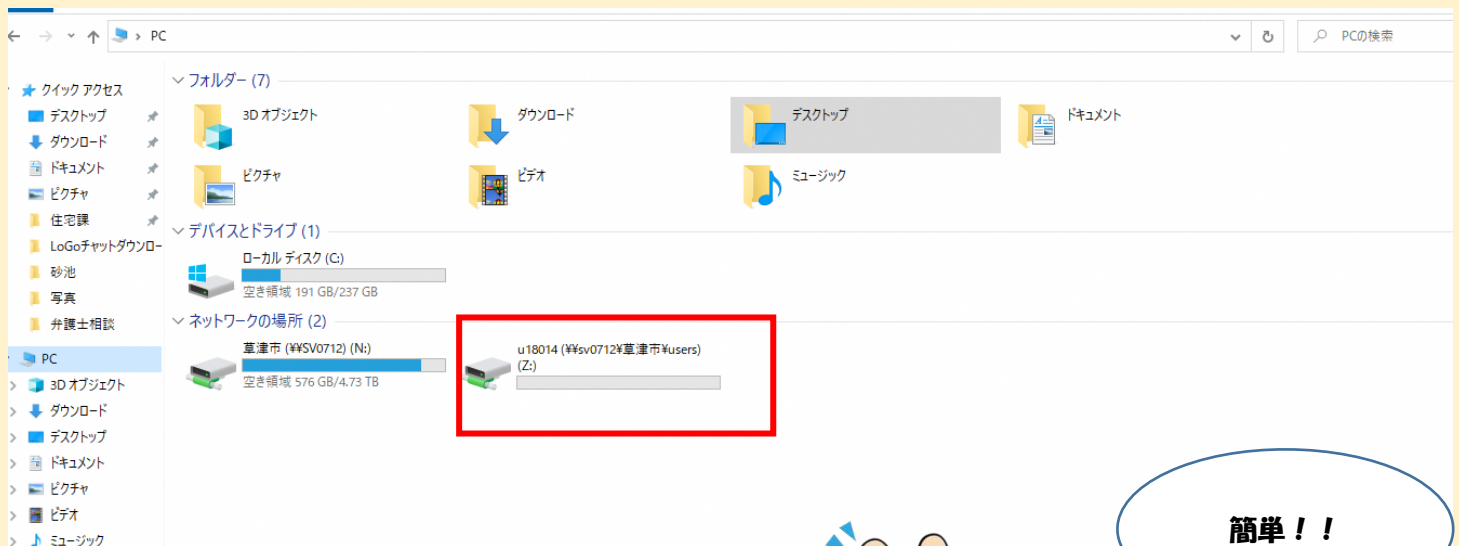 PC
PCの検索
クイック アクセス
デスクトップ
ダウンロード
ドキュメント
ピクチャ
住宅課
LoGoチャットダウンロー
砂池
写真
弁護士相談
PC
3D オブジェクト
ダウンロード
デスクトップ
ドキュメント
ピクチャ
ビデオ
ミュージック
フォルダー (7)
3D オブジェクト
ダウンロード
デスクトップ
ドキュメント
ピクチャ
ビデオ
ミュージック
デバイスとドライブ (1)
ローカル ディスク (C:)
空き領域 191 GB/237 GB
ネットワークの場所 (2)
草津市 (¥¥SV0712) (N:)
空き領域 576 GB/4.73 TB
u18014 (¥¥sv0712¥草津市¥users)
(Z:)
簡単！！